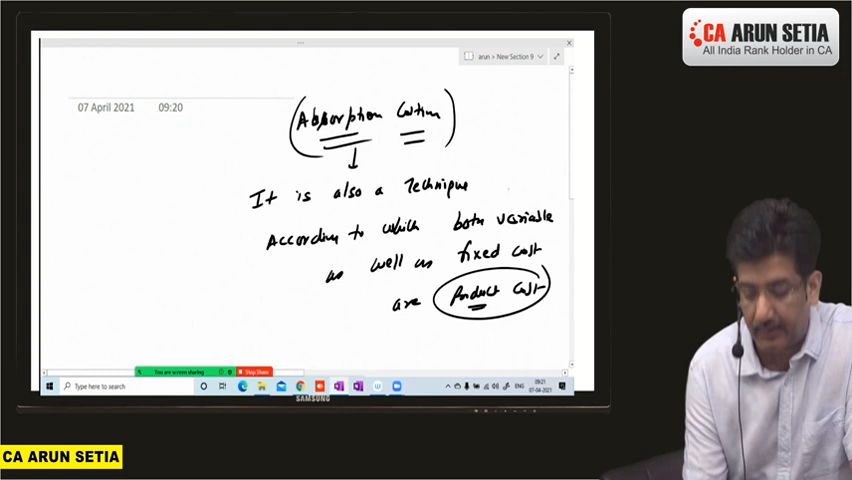 CA ARUN SETIA
All India Rank Holder in CA
arun > New Section 9
07 April 2021 09:20
Absorption Costing
It is also a Technique
According to which both variable
as well as fixed cost
are Product Cost
You are screen sharing Stop Share
Type here to search
ENG
09:21
07-04-2021
SAMSUNG
CA ARUN SETIA